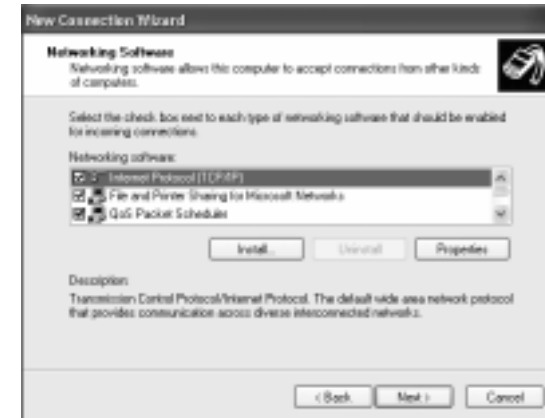 New Connection Wizard
Networking Software
Networking software allows this computer to accept connections from other kinds
of computers.
Select the check box next to each type of networking software that should be enabled
for incoming connections.
Networking software:
Internet Protocol (TCP/IP)
File and Printer Sharing for Microsoft Networks
QoS Packet Scheduler
Install...
Uninstall
Properties
Description:
Transmission Control Protocol/Internet Protocol. The default wide area network protocol
that provides communication across diverse interconnected networks.
< Back
Next >
Cancel